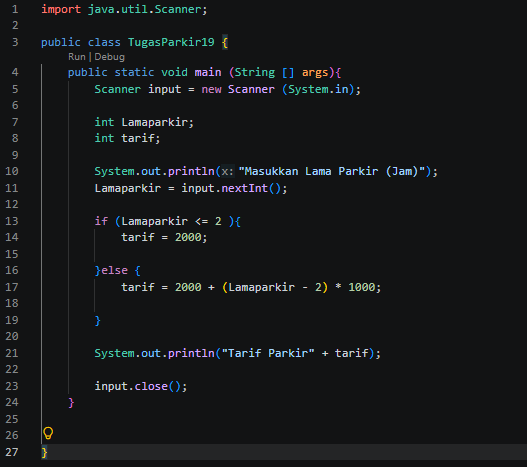 1 import java.util.Scanner;
2
3 public class TugasParkir19 {
Run | Debug
4 public static void main (String [] args){
5 Scanner input = new Scanner (System.in);
6
7 int Lamaparkir;
8 int tarif;
9
10 System.out.println(x: "Masukkan Lama Parkir (Jam)");
11 Lamaparkir = input.nextInt();
12
13 if (Lamaparkir <= 2 ){
14 tarif = 2000;
15
16 }else {
17 tarif = 2000 + (Lamaparkir - 2) * 1000;
18
19 }
20
21 System.out.println("Tarif Parkir" + tarif);
22
23 input.close();
24 }
25
26
27 }